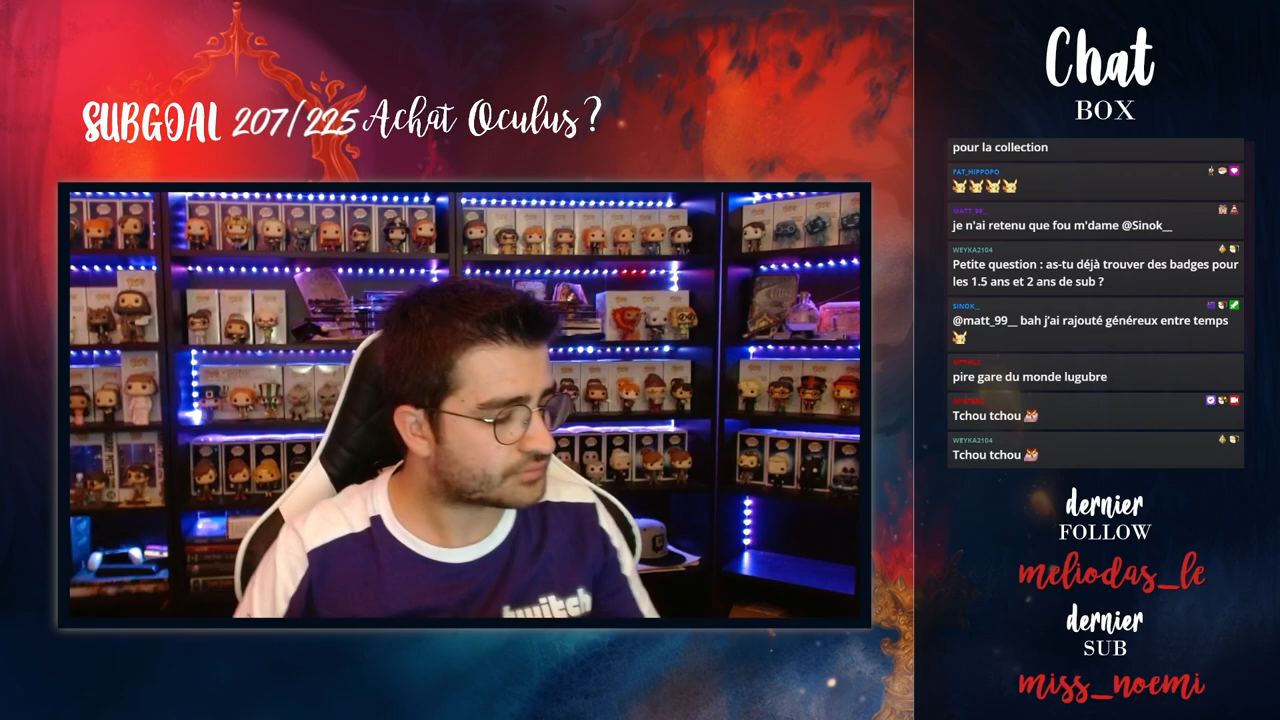 SUBGOAL 207/225 Achat Oculus?
twitch
Chat
BOX
pour la collection
FAT_HIPPOPO
MATT_99__
je n'ai retenu que fou m'dame @Sinok__
WEYKA2104
Petite question : as-tu déjà trouver des badges pour
les 1.5 ans et 2 ans de sub ?
SINOK__
@matt_99__ bah j'ai rajouté généreux entre temps
pire gare du monde lugubre
Tchou tchou
WEYKA2104
Tchou tchou
dernier
FOLLOW
meliodas_le
dernier
SUB
miss_noemi